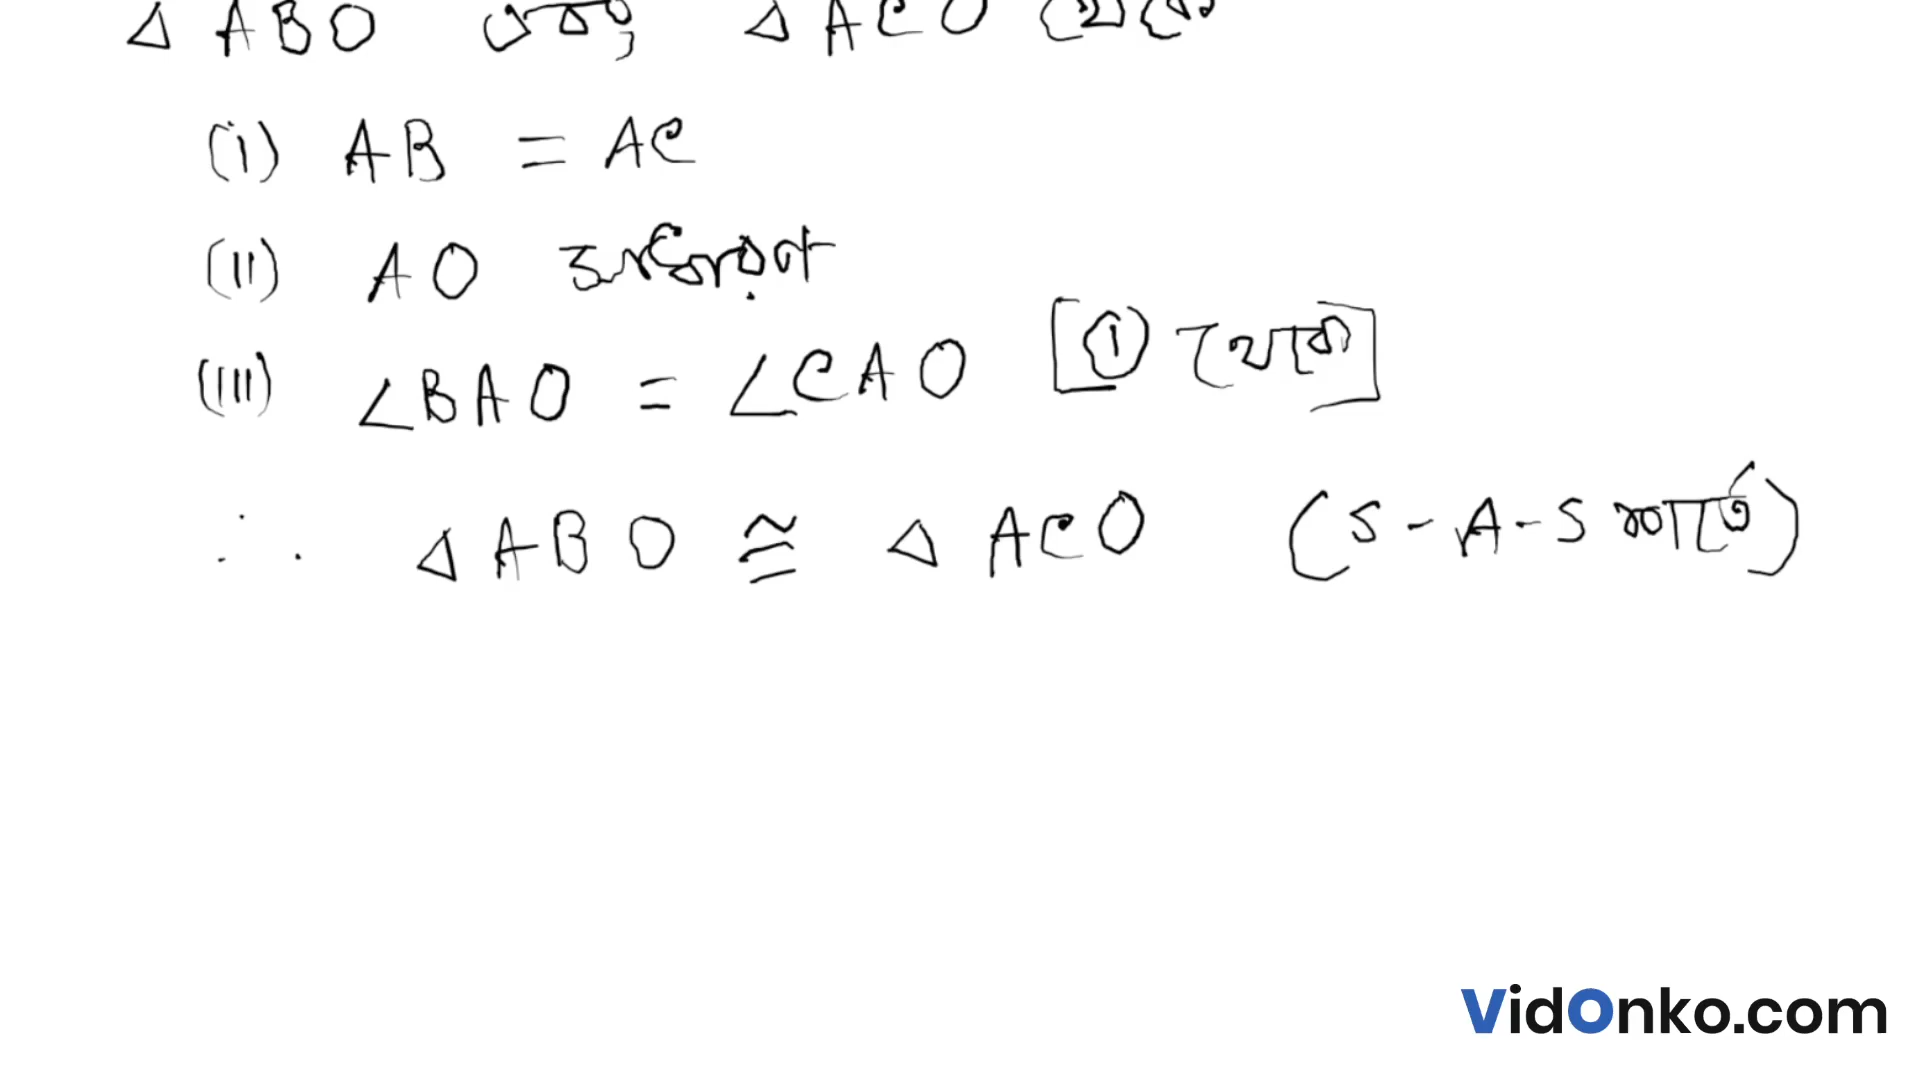 △ ABO এবং △ ACO থেকে
(i) AB = AC
(ii) AO সাধারণ
(iii) ∠BAO = ∠CAO [① থেকে]
∴ △ ABO ≅ △ ACO (S-A-S শর্তে)
VidOnko.com